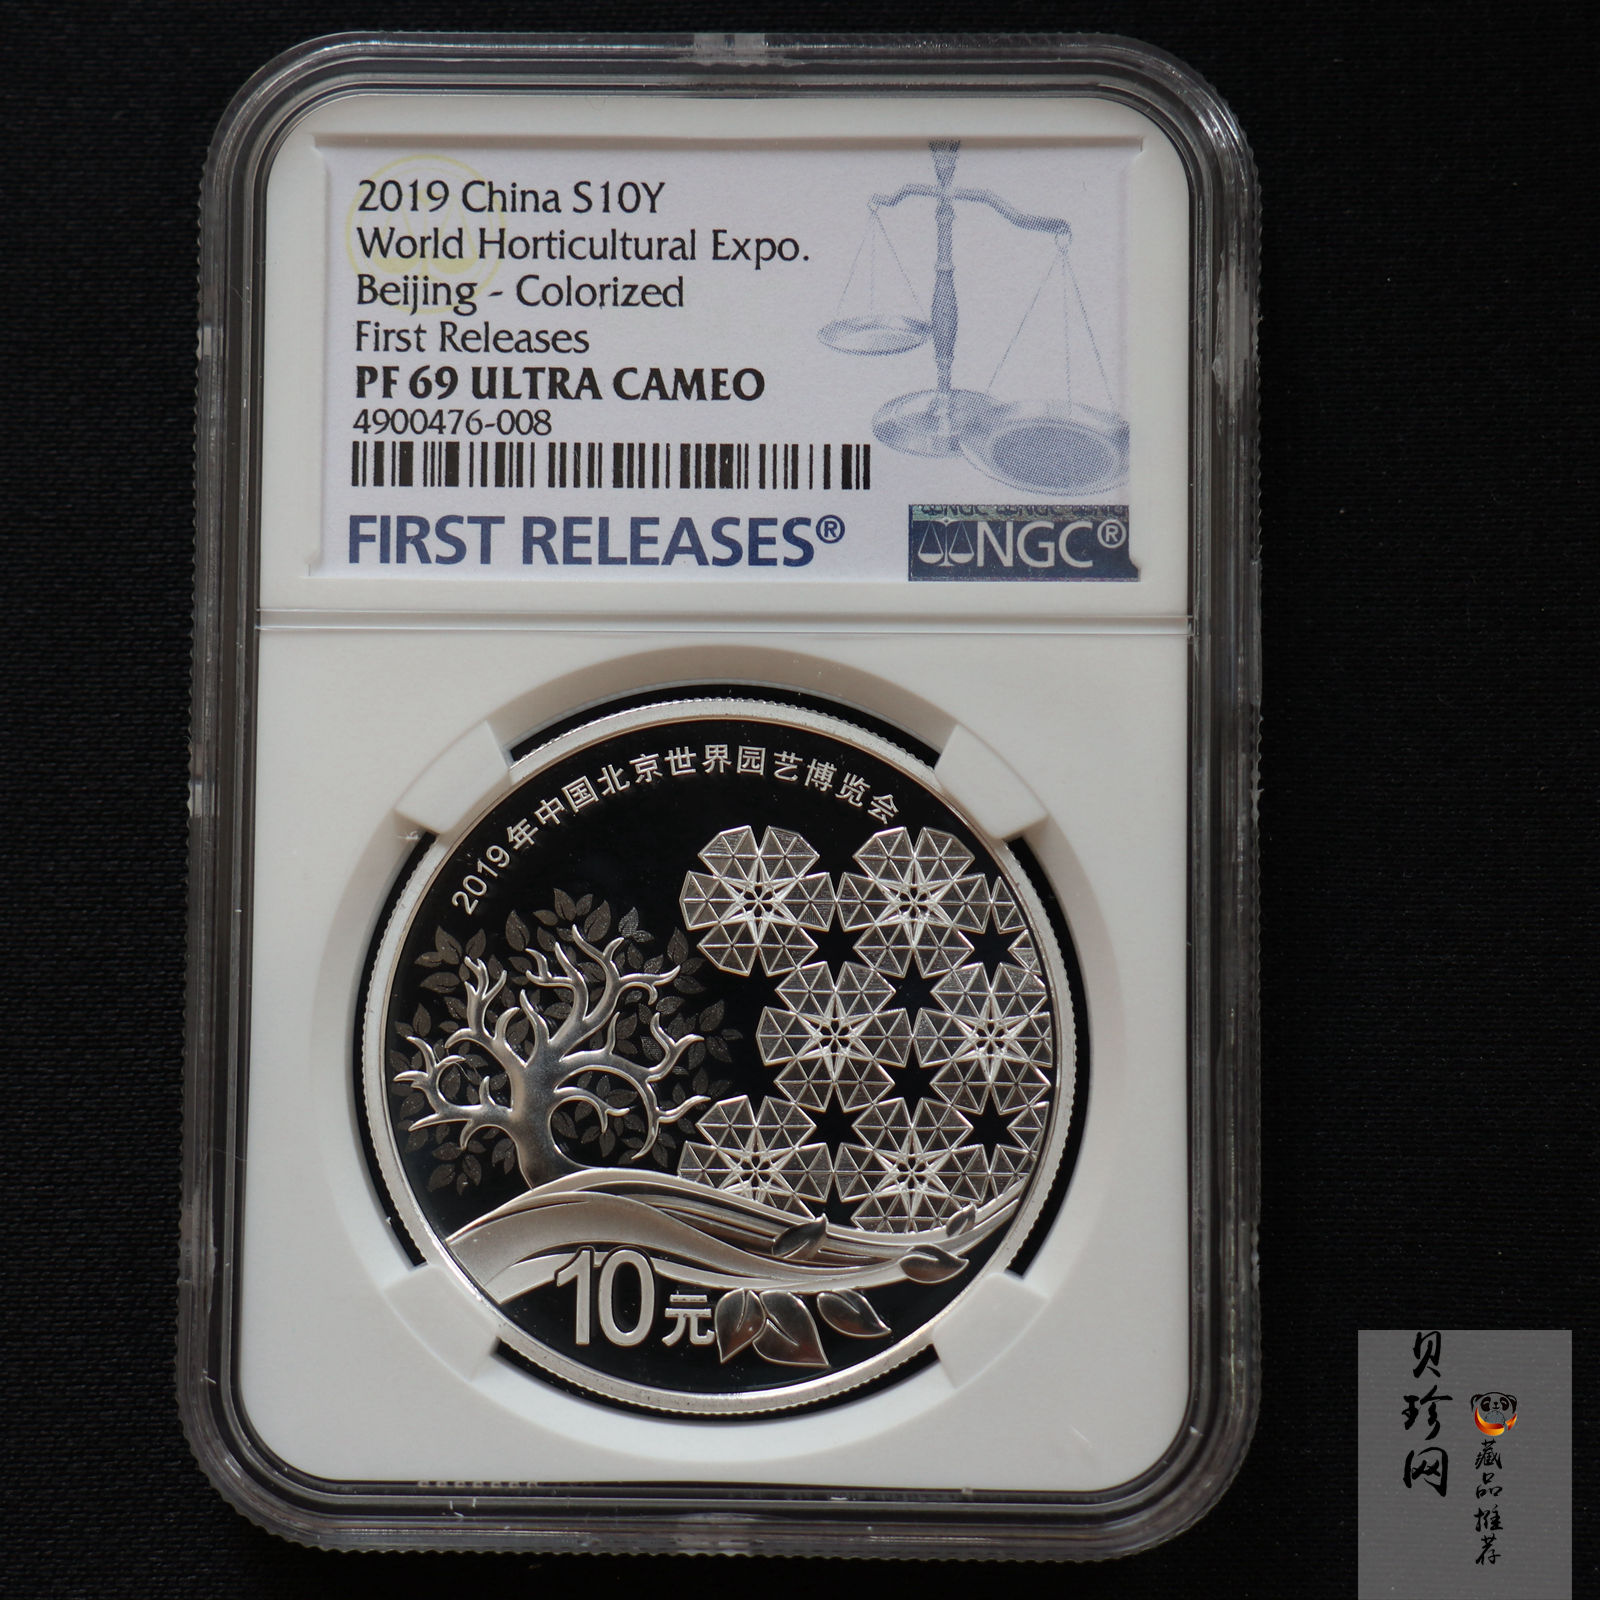 2019 China S10Y
World Horticultural Expo.
Beijing - Colorized
First Releases
PF 69 ULTRA CAMEO
4900476-008
FIRST RELEASES®
NGC®
2019年中国北京世界园艺博览会
10元
贝珍网
藏品推荐